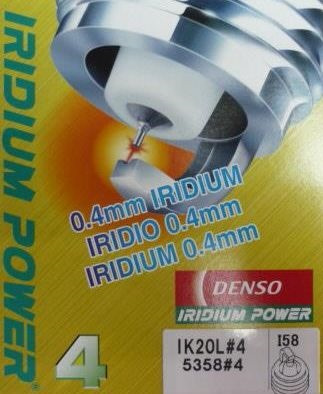 IRIDIUM POWER®
0.4mm IRIDIUM
IRIDIO 0.4mm
IRIDIUM 0.4mm
DENSO
IRIDIUM POWER
4
IK20L#4
5358#4
I58